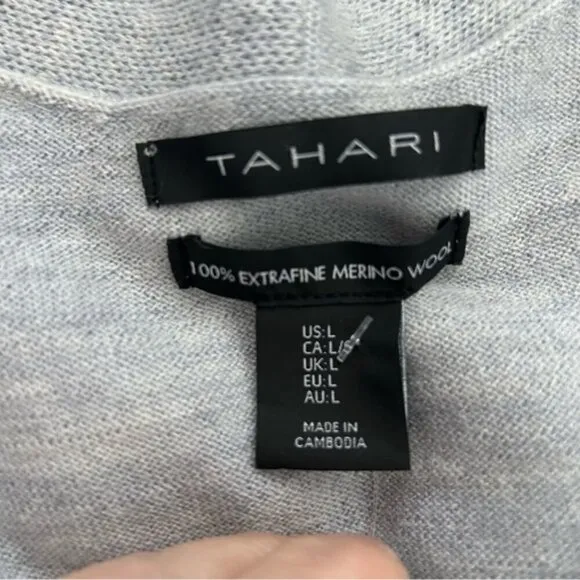 TAHARI
100% EXTRAFINE MERINO WOOL
US:L
CA:L/
UK:L
EU:L
AU:L
MADE IN
CAMBODIA